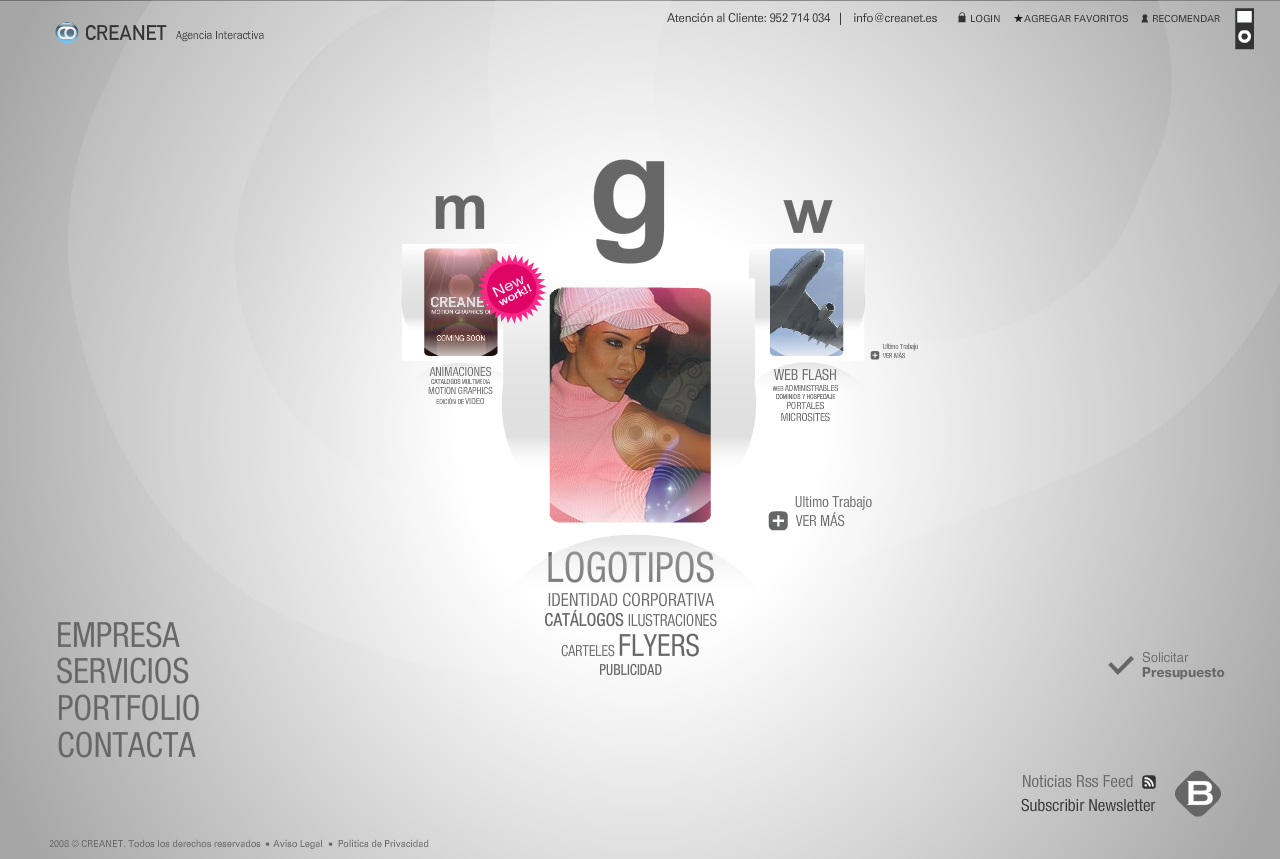 CREANET Agencia Interactiva
Atención al Cliente: 952 714 034 | info@creanet.es
LOGIN
AGREGAR FAVORITOS
RECOMENDAR
m
g
w
CREANET
MOTION GRAPHICS
COMING SOON
New
work!!
ANIMACIONES
CATALOGOS MULTIMEDIA
MOTION GRAPHICS
EDICIÓN DE VIDEO
Ultimo Trabajo
VER MÁS
WEB FLASH
WEB ADMINISTRABLES
DOMINIOS Y HOSPEDAJE
PORTALES
MICROSITES
Ultimo Trabajo
VER MÁS
LOGOTIPOS
IDENTIDAD CORPORATIVA
CATÁLOGOS ILUSTRACIONES
CARTELES FLYERS
PUBLICIDAD
EMPRESA
SERVICIOS
PORTFOLIO
CONTACTA
Solicitar
Presupuesto
Noticias Rss Feed
Subscribir Newsletter
B
2008 © CREANET. Todos los derechos reservados • Aviso Legal • Politica de Privacidad